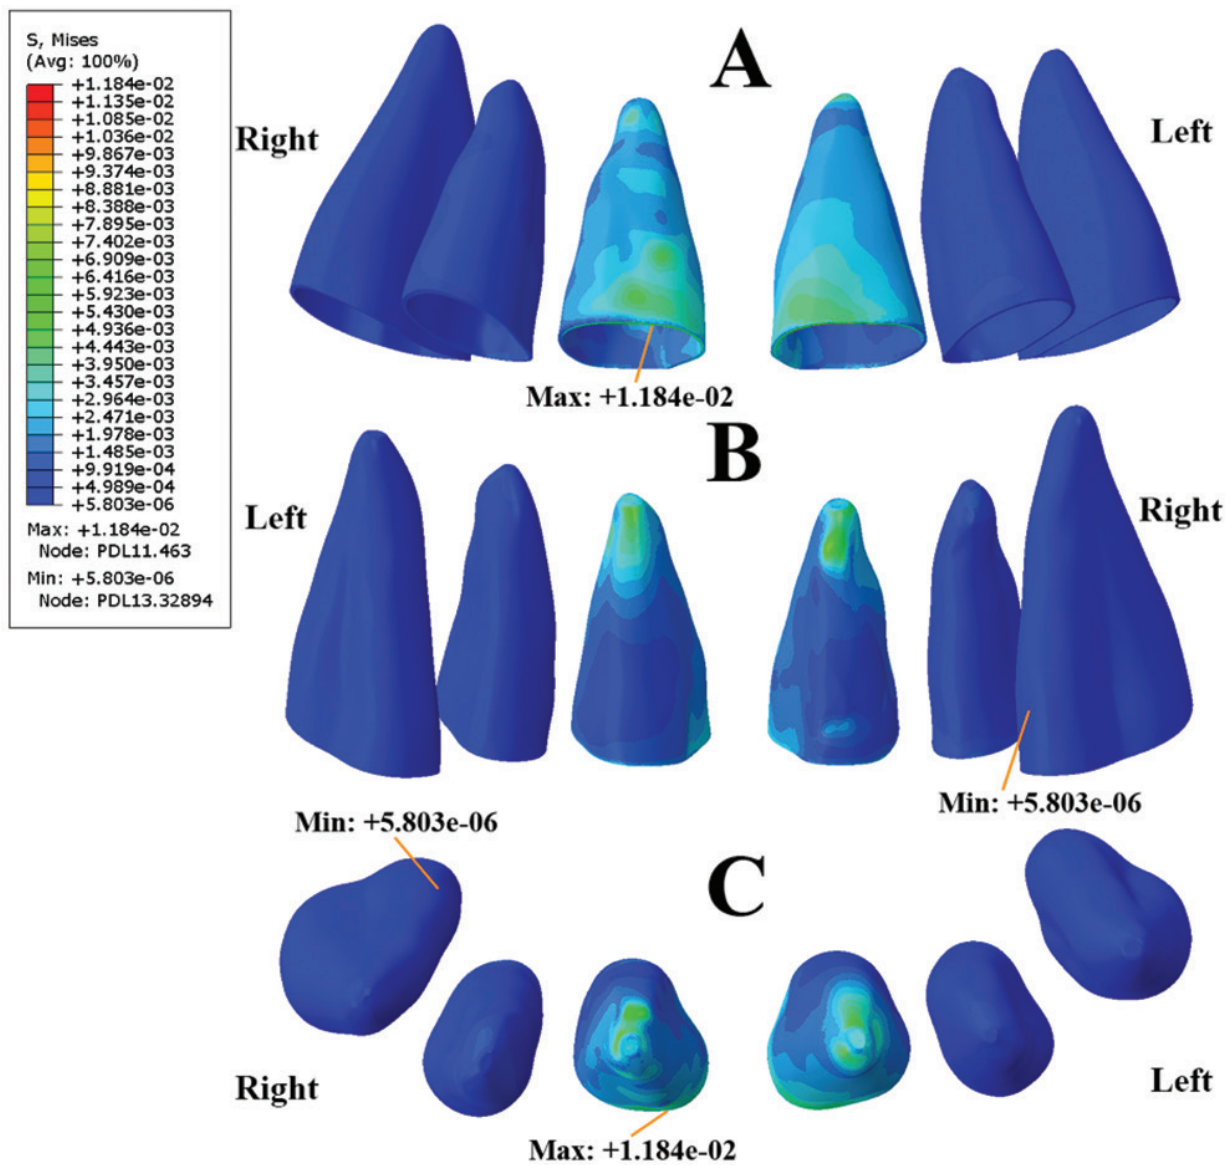 S, Mises
(Avg: 100%)
+1.184e-02
+1.135e-02
+1.085e-02
+1.036e-02
+9.867e-03
+9.374e-03
+8.881e-03
+8.388e-03
+7.895e-03
+7.402e-03
+6.909e-03
+6.416e-03
+5.923e-03
+5.430e-03
+4.936e-03
+4.443e-03
+3.950e-03
+3.457e-03
+2.964e-03
+2.471e-03
+1.978e-03
+1.485e-03
+9.919e-04
+4.989e-04
+5.803e-06
Max: +1.184e-02
Node: PDL11.463
Min: +5.803e-06
Node: PDL13.32894
A
Right
Left
Max: +1.184e-02
B
Left
Right
Min: +5.803e-06
Min: +5.803e-06
C
Right
Left
Max: +1.184e-02